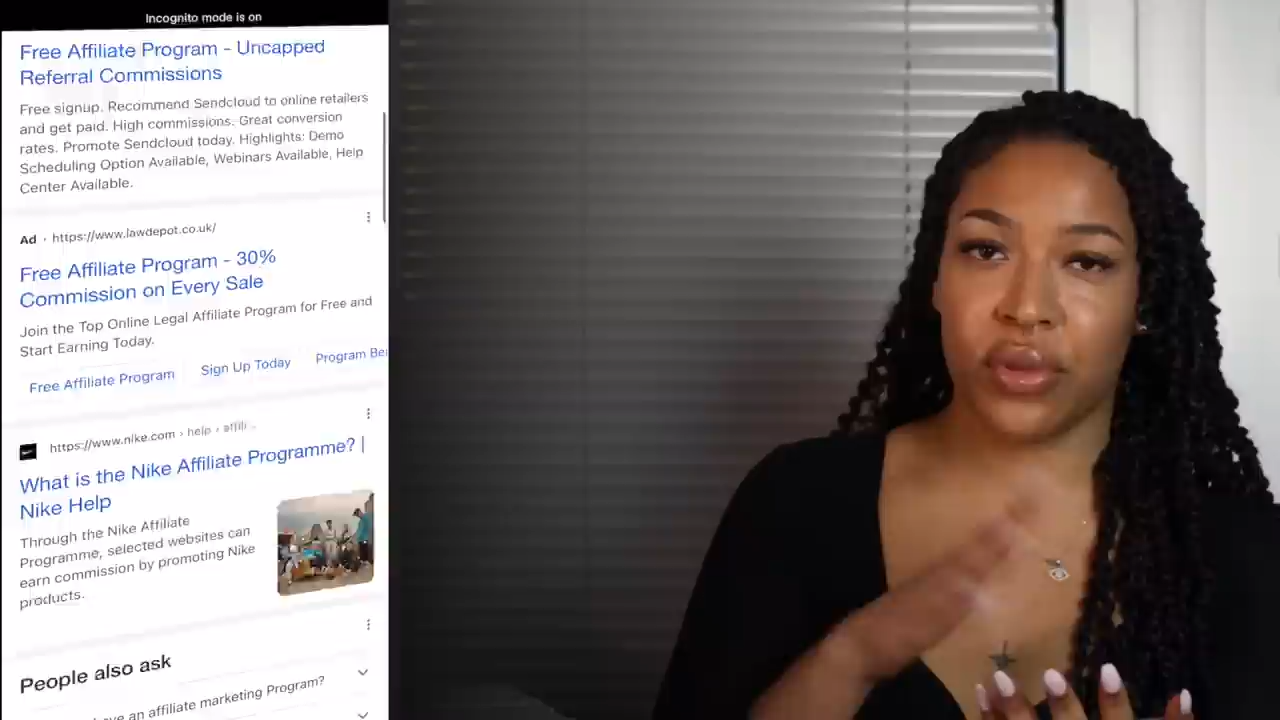 Incognito mode is on
Free Affiliate Program - Uncapped
Referral Commissions
Free signup. Recommend Sendcloud to online retailers
and get paid. High commissions. Great conversion
rates. Promote Sendcloud today. Highlights: Demo
Scheduling Option Available, Webinars Available, Help
Center Available.
Ad · https://www.lawdepot.co.uk/
Free Affiliate Program - 30%
Commission on Every Sale
Join the Top Online Legal Affiliate Program for Free and
Start Earning Today.
Free Affiliate Program Sign Up Today Program Be
https://www.nike.com › help › affili...
What is the Nike Affiliate Programme? |
Nike Help
Through the Nike Affiliate
Programme, selected websites can
earn commission by promoting Nike
products.
People also ask
an affiliate marketing Program?